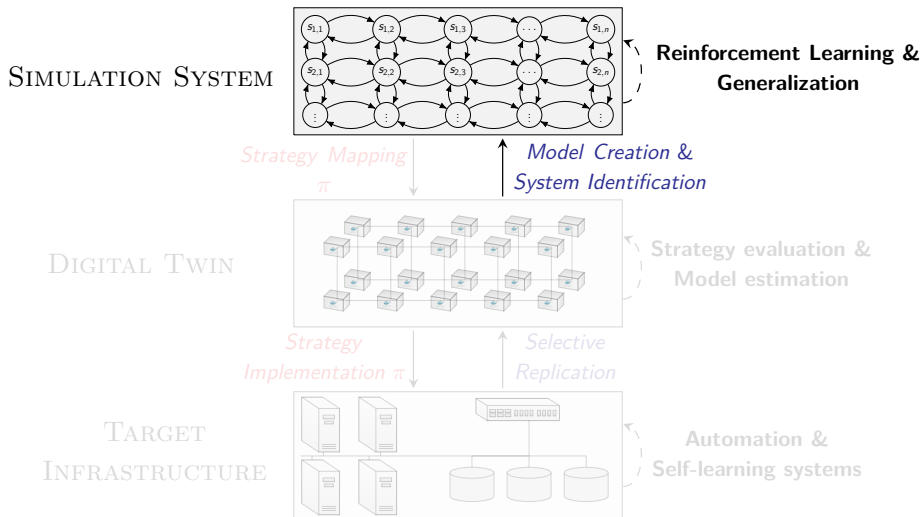 s1,1 s1,2 s1,3 ... s1,n
Reinforcement Learning &
Generalization
SIMULATION SYSTEM
s2,1 s2,2 s2,3 ... s2,n
⋮ ⋮ ⋮ ⋮ ⋮
Strategy Mapping
π
Model Creation &
System Identification
DIGITAL TWIN
Strategy evaluation &
Model estimation
Strategy
Implementation π
Selective
Replication
TARGET
INFRASTRUCTURE
Automation &
Self-learning systems